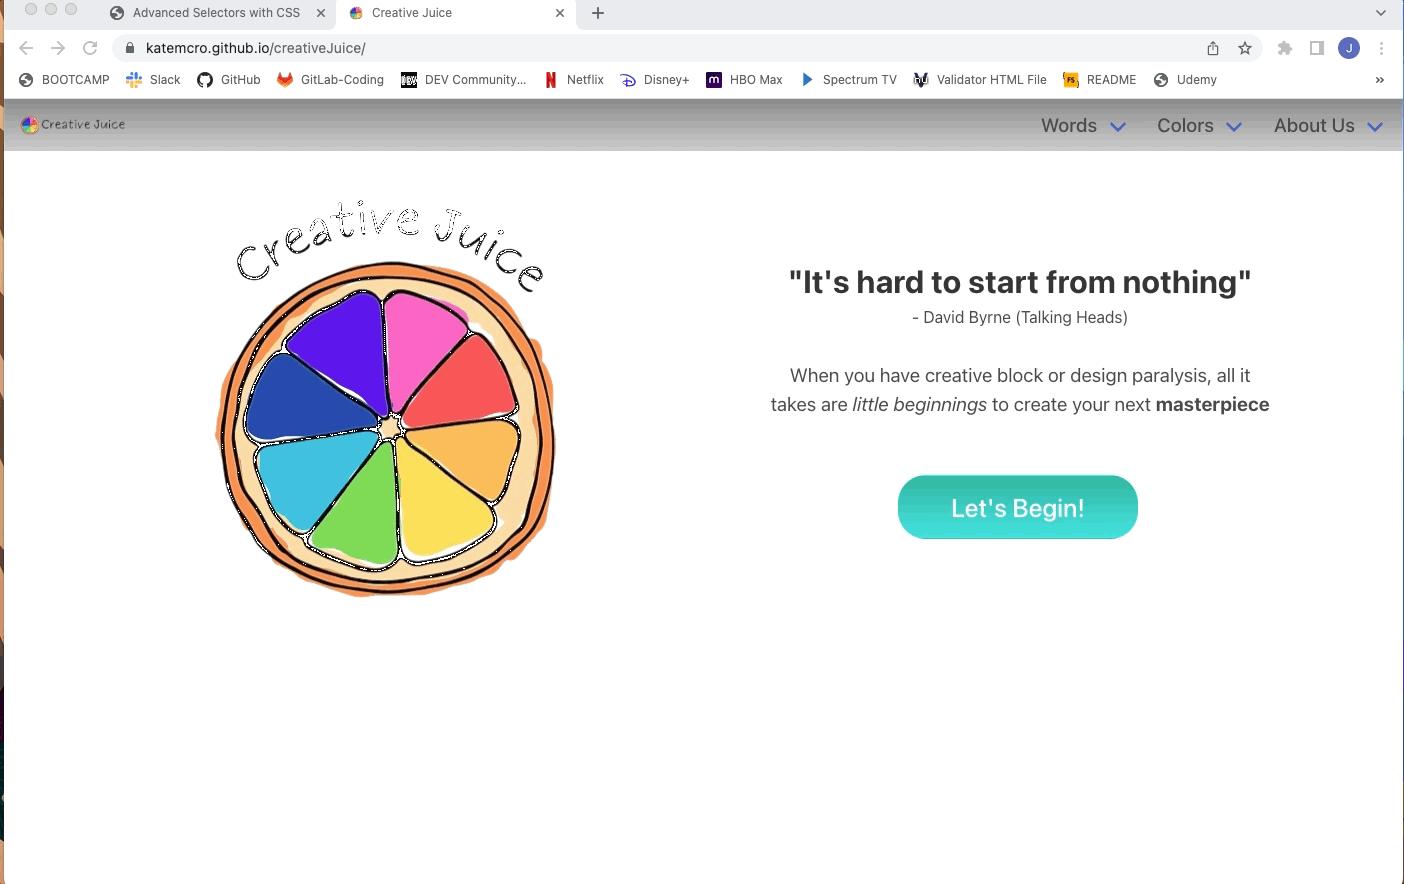 Advanced Selectors with CSS
Creative Juice
katemcro.github.io/creativeJuice/
J
BOOTCAMP
Slack
GitHub
GitLab-Coding
DEV Community...
Netflix
Disney+
HBO Max
Spectrum TV
Validator HTML File
README
Udemy
»
Creative Juice
Words
Colors
About Us
Creative Juice
"It's hard to start from nothing"
- David Byrne (Talking Heads)
When you have creative block or design paralysis, all it
takes are little beginnings to create your next masterpiece
Let's Begin!